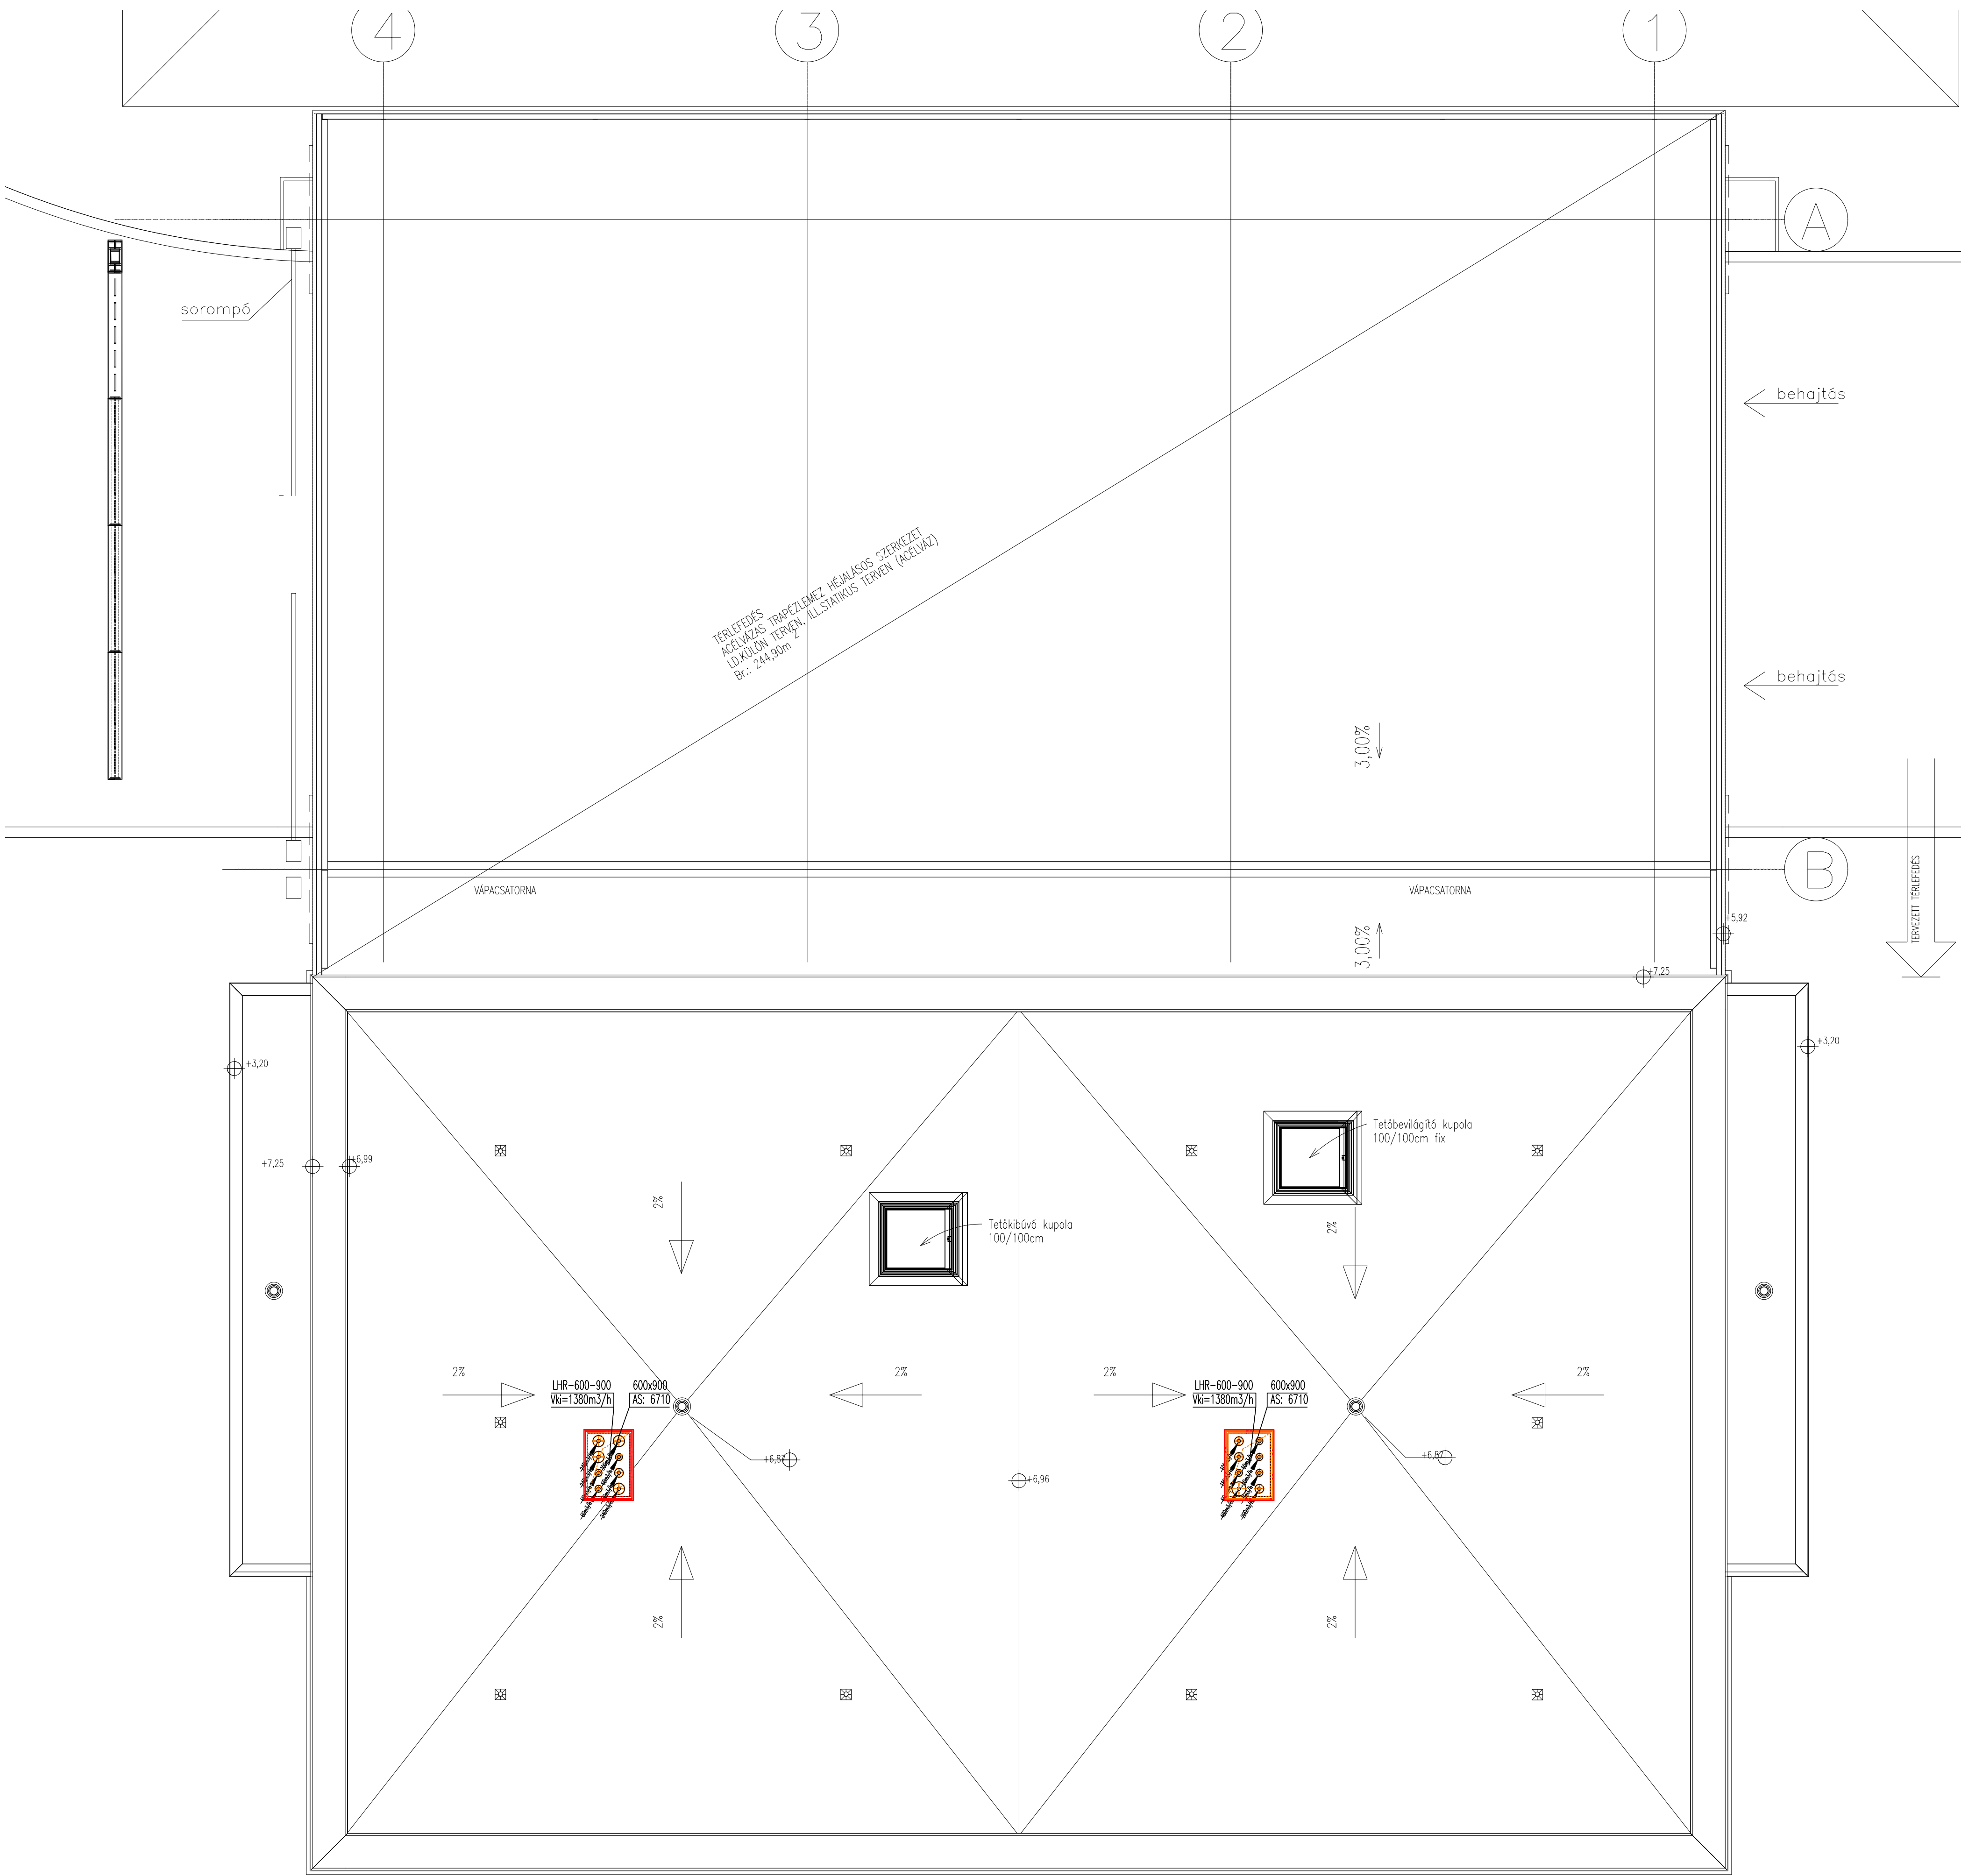 4
3
2
1
A
sorompó
behajtás
TÉRLEFEDÉS
ACÉLVÁZAS TRAPÉZLEMEZ HÉJALÁSOS SZERKEZET
LD.KÜLÖN TERVEN, ILL.STATIKUS TERVEN (ACÉLVÁZ)
Br.: 244,90m2
behajtás
3,00%
B
VÁPACSATORNA
VÁPACSATORNA
TERVEZETT TÉRLEFEDÉS
+5,92
3,00%
+7,25
+3,20
+3,20
Tetőbevilágító kupola
100/100cm fix
+7,25
+6,99
2%
Tetőkibúvó kupola
100/100cm
2%
2%
2%
2%
2%
LHR-600-900
Vki=1380m3/h
600x900
AS: 6710
LHR-600-900
Vki=1380m3/h
600x900
AS: 6710
+6,87
+6,87
+6,96
2%
2%